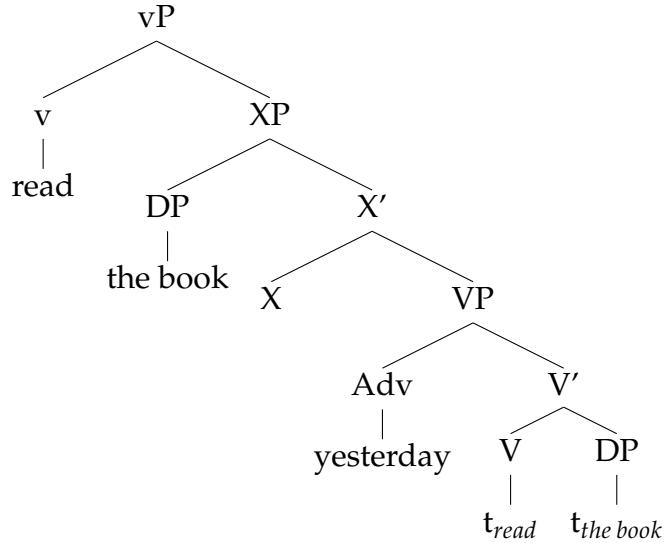 vP
v XP
read
DP X’
the book
X VP
Adv V’
yesterday
V DP
t_read t_the book